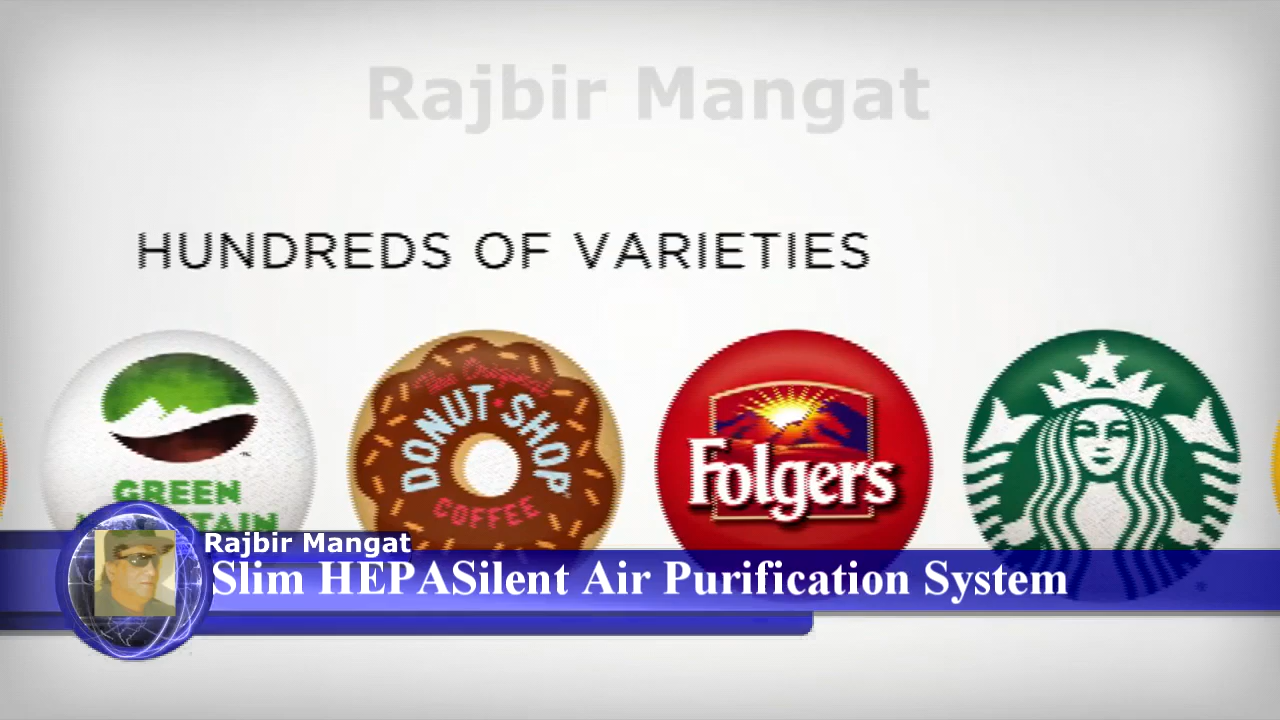 Rajbir Mangat
HUNDREDS OF VARIETIES
GREEN
The Original
DONUT SHOP
COFFEE
Folgers
Rajbir Mangat
Slim HEPASilent Air Purification System